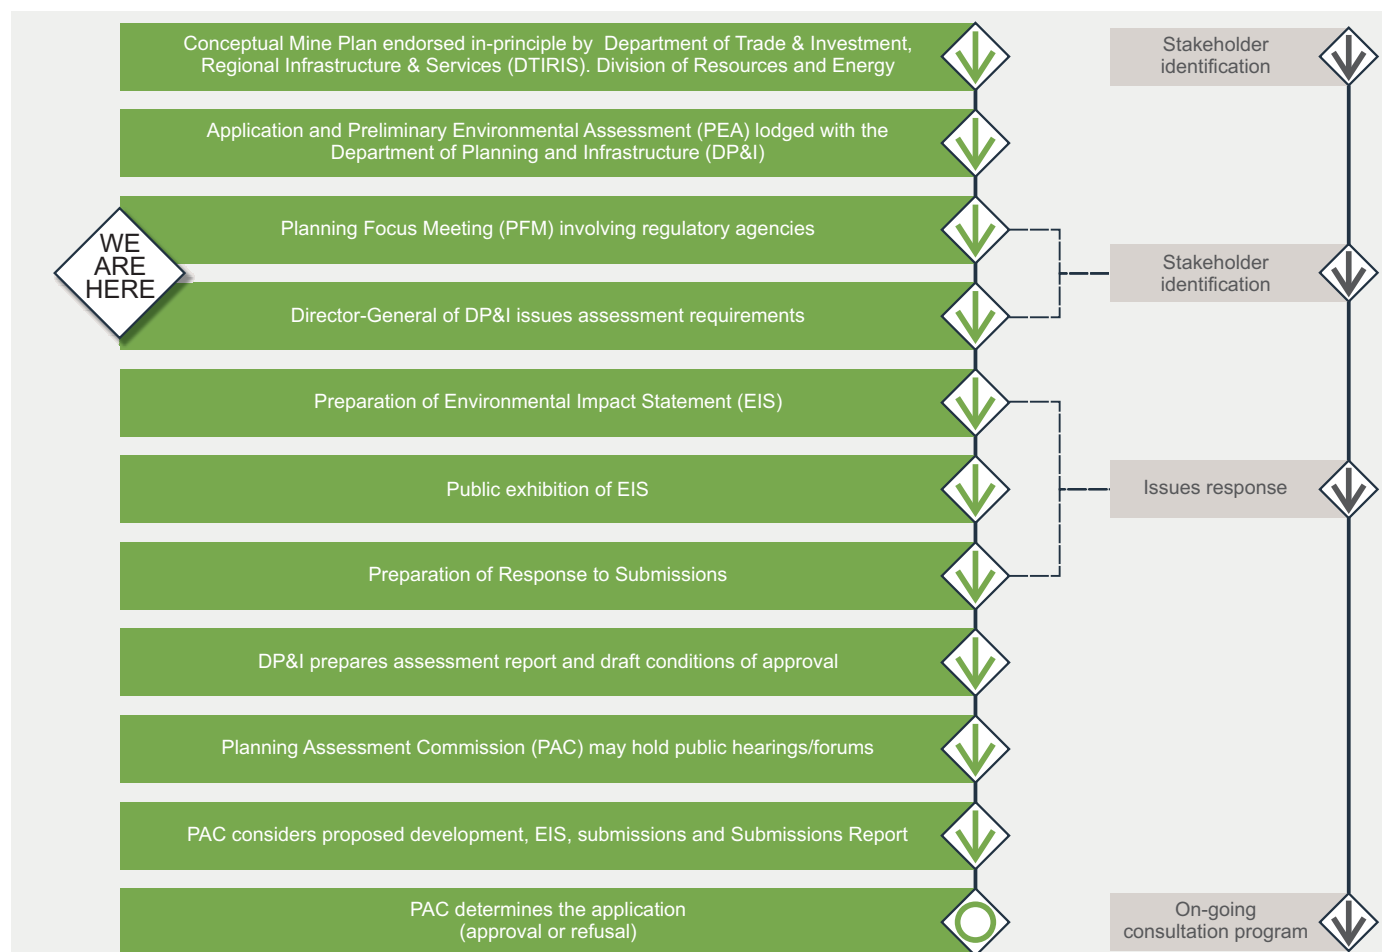 Conceptual Mine Plan endorsed in-principle by Department of Trade & Investment,
Regional Infrastructure & Services (DTIRIS). Division of Resources and Energy
Stakeholder
identification
Application and Preliminary Environmental Assessment (PEA) lodged with the
Department of Planning and Infrastructure (DP&I)
Planning Focus Meeting (PFM) involving regulatory agencies
WE
ARE
HERE
Stakeholder
identification
Director-General of DP&I issues assessment requirements
Preparation of Environmental Impact Statement (EIS)
Public exhibition of EIS
Issues response
Preparation of Response to Submissions
DP&I prepares assessment report and draft conditions of approval
Planning Assessment Commission (PAC) may hold public hearings/forums
PAC considers proposed development, EIS, submissions and Submissions Report
PAC determines the application
(approval or refusal)
On-going
consultation program